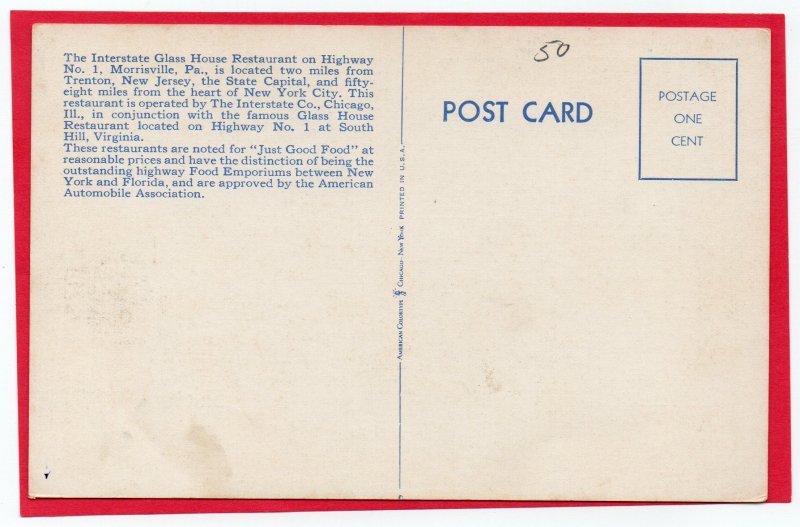 The Interstate Glass House Restaurant on Highway
No. 1, Morrisville, Pa., is located two miles from
Trenton, New Jersey, the State Capital, and fifty-
eight miles from the heart of New York City. This
restaurant is operated by The Interstate Co., Chicago,
Ill., in conjunction with the famous Glass House
Restaurant located on Highway No. 1 at South
Hill, Virginia.
These restaurants are noted for "Just Good Food" at
reasonable prices and have the distinction of being the
outstanding highway Food Emporiums between New
York and Florida, and are approved by the American
Automobile Association.
AMERICAN COLORTYPE CHICAGO - NEW YORK PRINTED IN U.S.A.
50
POST CARD
POSTAGE
ONE
CENT